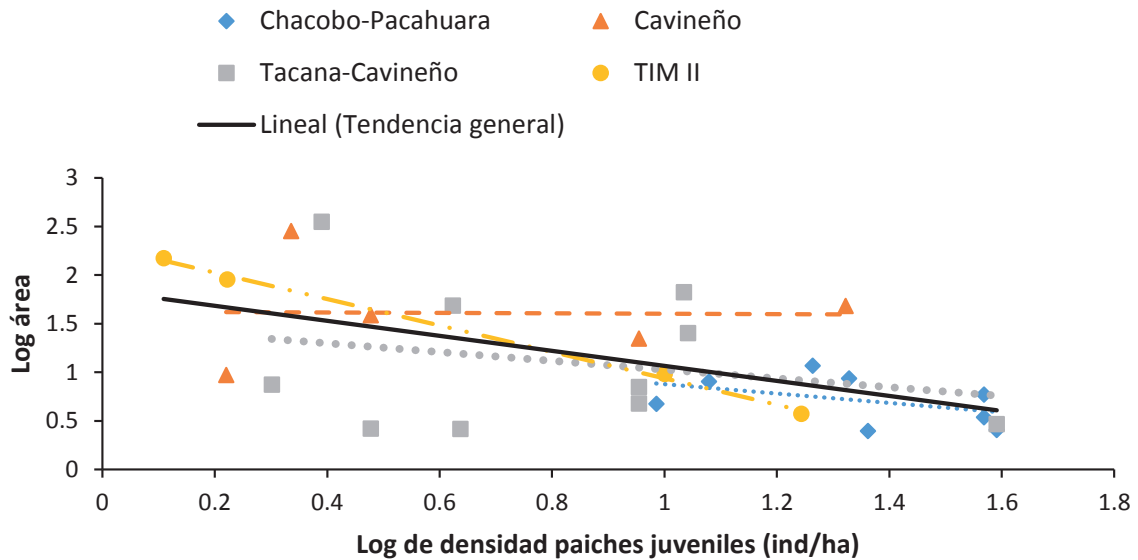 Chacobo-Pacahuara Cavineño
Tacana-Cavineño TIM II
Lineal (Tendencia general)
3
2.5
2
1.5
1
0.5
0
Log área
0 0.2 0.4 0.6 0.8 1 1.2 1.4 1.6 1.8
Log de densidad paiches juveniles (ind/ha)